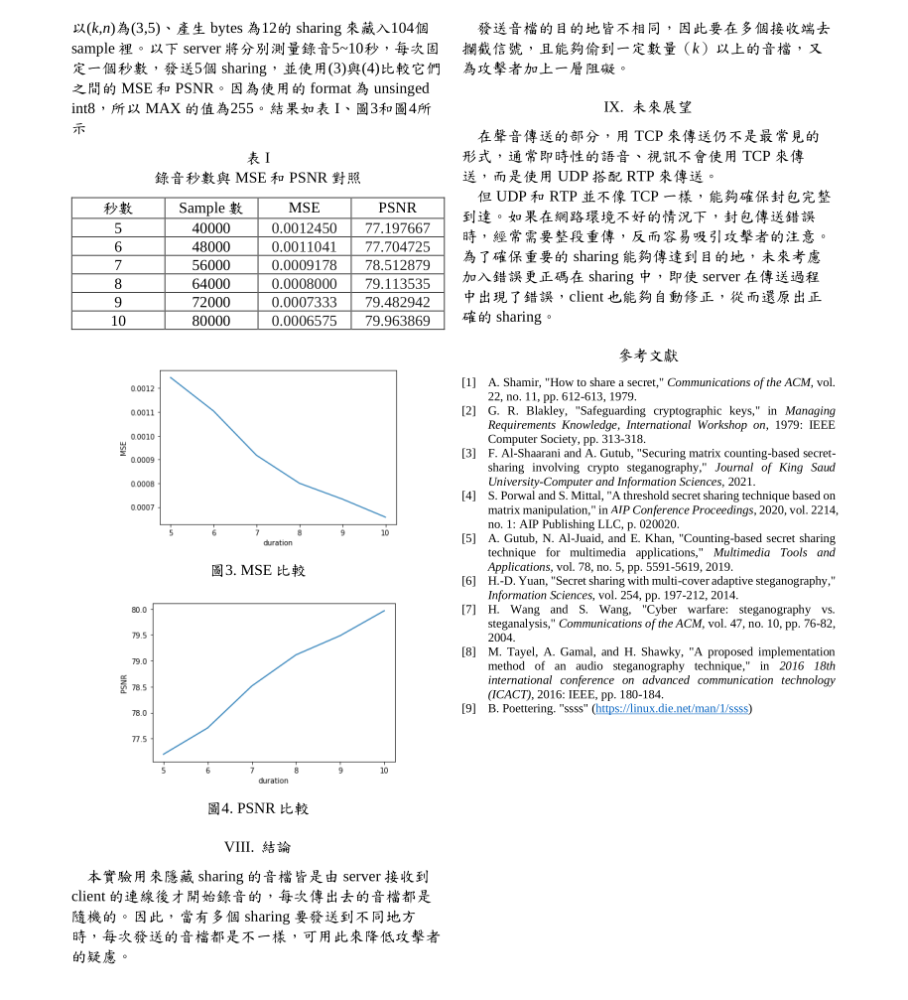 以(k,n)為(3,5)、產生 bytes 為12的 sharing 來藏入104個
sample 裡。以下 server 將分別測量錄音5~10秒，每次固
定一個秒數，發送5個 sharing，並使用(3)與(4)比較它們
之間的 MSE 和 PSNR。因為使用的 format 為 unsinged
int8，所以 MAX 的值為255。結果如表 I、圖3和圖4所
示
表 I
錄音秒數與 MSE 和 PSNR 對照
秒數 Sample 數 MSE PSNR
5 40000 0.0012450 77.197667
6 48000 0.0011041 77.704725
7 56000 0.0009178 78.512879
8 64000 0.0008000 79.113535
9 72000 0.0007333 79.482942
10 80000 0.0006575 79.963869
0.0012
0.0011
0.0010
0.0009
0.0008
0.0007
MSE
5 6 7 8 9 10
duration
圖3. MSE 比較
80.0
79.5
79.0
78.5
78.0
77.5
PSNR
5 6 7 8 9 10
duration
圖4. PSNR 比較
VIII. 結論
本實驗用來隱藏 sharing 的音檔皆是由 server 接收到
client 的連線後才開始錄音的，每次傳出去的音檔都是
隨機的。因此，當有多個 sharing 要發送到不同地方
時，每次發送的音檔都是不一樣，可用此來降低攻擊者
的疑慮。
發送音檔的目的地皆不相同，因此要在多個接收端去
攔截信號，且能夠偷到一定數量（k）以上的音檔，又
為攻擊者加上一層阻礙。
IX. 未來展望
在聲音傳送的部分，用 TCP 來傳送仍不是最常見的
形式，通常即時性的語音、視訊不會使用 TCP 來傳
送，而是使用 UDP 搭配 RTP 來傳送。
但 UDP 和 RTP 並不像 TCP 一樣，能夠確保封包完整
到達。如果在網路環境不好的情況下，封包傳送錯誤
時，經常需要整段重傳，反而容易吸引攻擊者的注意。
為了確保重要的 sharing 能夠傳達到目的地，未來考慮
加入錯誤更正碼在 sharing 中，即使 server 在傳送過程
中出現了錯誤，client 也能夠自動修正，從而還原出正
確的 sharing。
參考文獻
[1] A. Shamir, "How to share a secret," Communications of the ACM, vol.
22, no. 11, pp. 612-613, 1979.
[2] G. R. Blakley, "Safeguarding cryptographic keys," in Managing
Requirements Knowledge, International Workshop on, 1979: IEEE
Computer Society, pp. 313-318.
[3] F. Al-Shaarani and A. Gutub, "Securing matrix counting-based secret-
sharing involving crypto steganography," Journal of King Saud
University-Computer and Information Sciences, 2021.
[4] S. Porwal and S. Mittal, "A threshold secret sharing technique based on
matrix manipulation," in AIP Conference Proceedings, 2020, vol. 2214,
no. 1: AIP Publishing LLC, p. 020020.
[5] A. Gutub, N. Al-Juaid, and E. Khan, "Counting-based secret sharing
technique for multimedia applications," Multimedia Tools and
Applications, vol. 78, no. 5, pp. 5591-5619, 2019.
[6] H.-D. Yuan, "Secret sharing with multi-cover adaptive steganography,"
Information Sciences, vol. 254, pp. 197-212, 2014.
[7] H. Wang and S. Wang, "Cyber warfare: steganography vs.
steganalysis," Communications of the ACM, vol. 47, no. 10, pp. 76-82,
2004.
[8] M. Tayel, A. Gamal, and H. Shawky, "A proposed implementation
method of an audio steganography technique," in 2016 18th
international conference on advanced communication technology
(ICACT), 2016: IEEE, pp. 180-184.
[9] B. Poettering. "ssss" (https://linux.die.net/man/1/ssss)